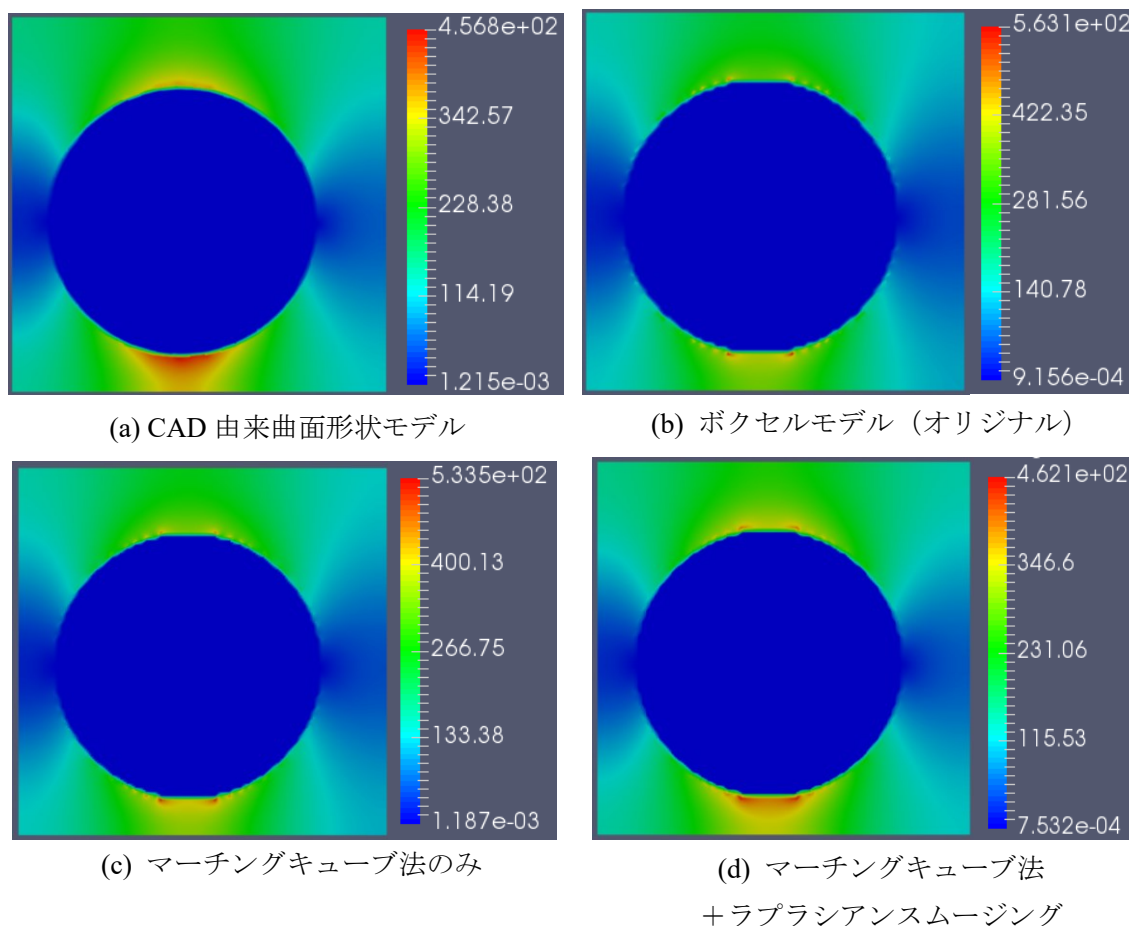 4.568e+02
342.57
228.38
114.19
1.215e-03
(a) CAD 由来曲面形状モデル
5.631e+02
422.35
281.56
140.78
9.156e-04
(b) ボクセルモデル（オリジナル）
5.335e+02
400.13
266.75
133.38
1.187e-03
(c) マーチングキューブ法のみ
4.621e+02
346.6
231.06
115.53
7.532e-04
(d) マーチングキューブ法
＋ラプラシアンスムージング